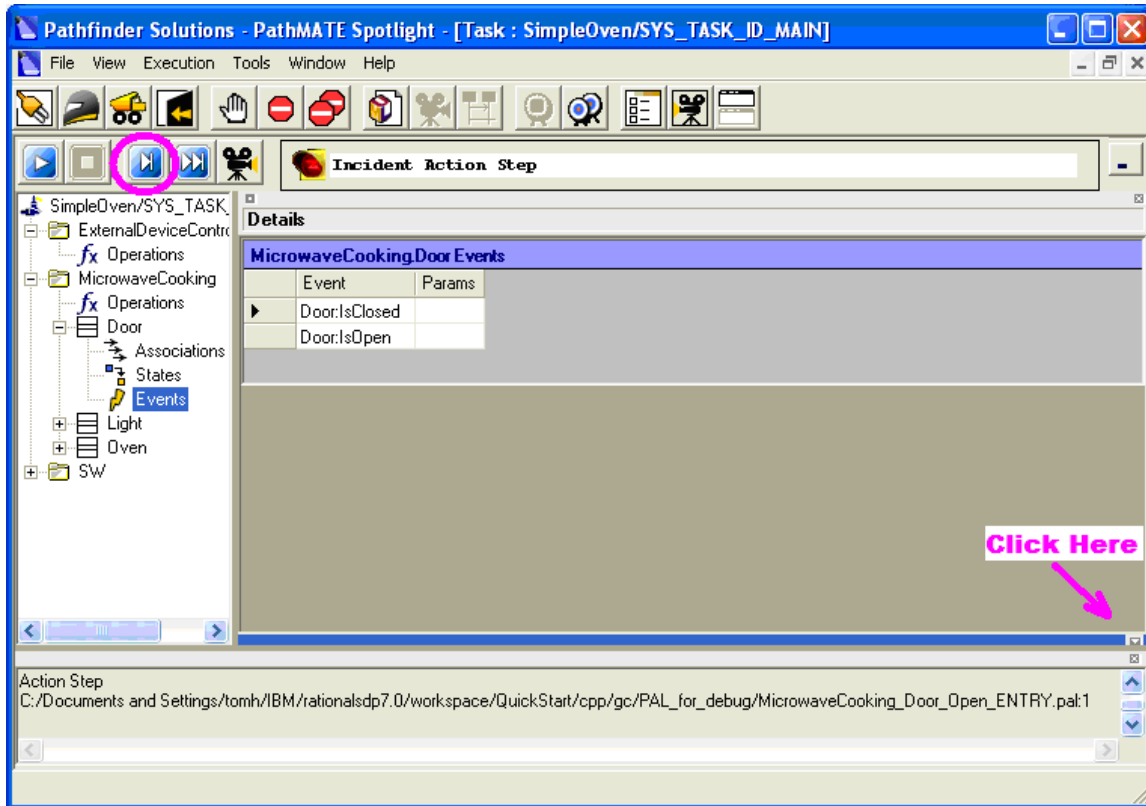 Pathfinder Solutions - PathMATE Spotlight - [Task : SimpleOven/SYS_TASK_ID_MAIN]
File View Execution Tools Window Help
Incident Action Step
SimpleOven/SYS_TASK_
ExternalDeviceContro
fx Operations
MicrowaveCooking
fx Operations
Door
Associations
States
Events
Light
Oven
SW
Details
MicrowaveCooking.Door Events
Event Params
Door:IsClosed
Door:IsOpen
Click Here
Action Step
C:/Documents and Settings/tomh/IBM/rationalsdp7.0/workspace/QuickStart/cpp/gc/PAL_for_debug/MicrowaveCooking_Door_Open_ENTRY.pal:1